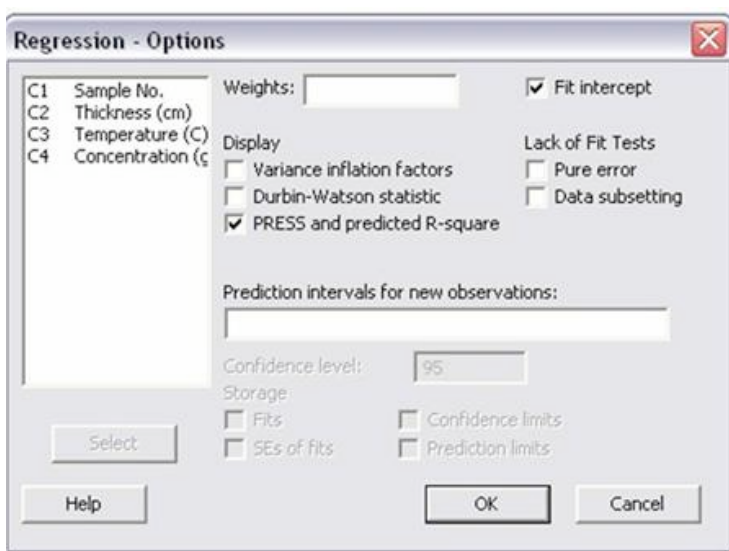 Regression - Options
C1 Sample No.
C2 Thickness (cm)
C3 Temperature (C)
C4 Concentration (g
Weights:
Fit intercept
Display
Variance inflation factors
Durbin-Watson statistic
PRESS and predicted R-square
Lack of Fit Tests
Pure error
Data subsetting
Prediction intervals for new observations:
Confidence level: 95
Storage
Fits
Confidence limits
SEs of fits
Prediction limits
Select
Help
OK
Cancel